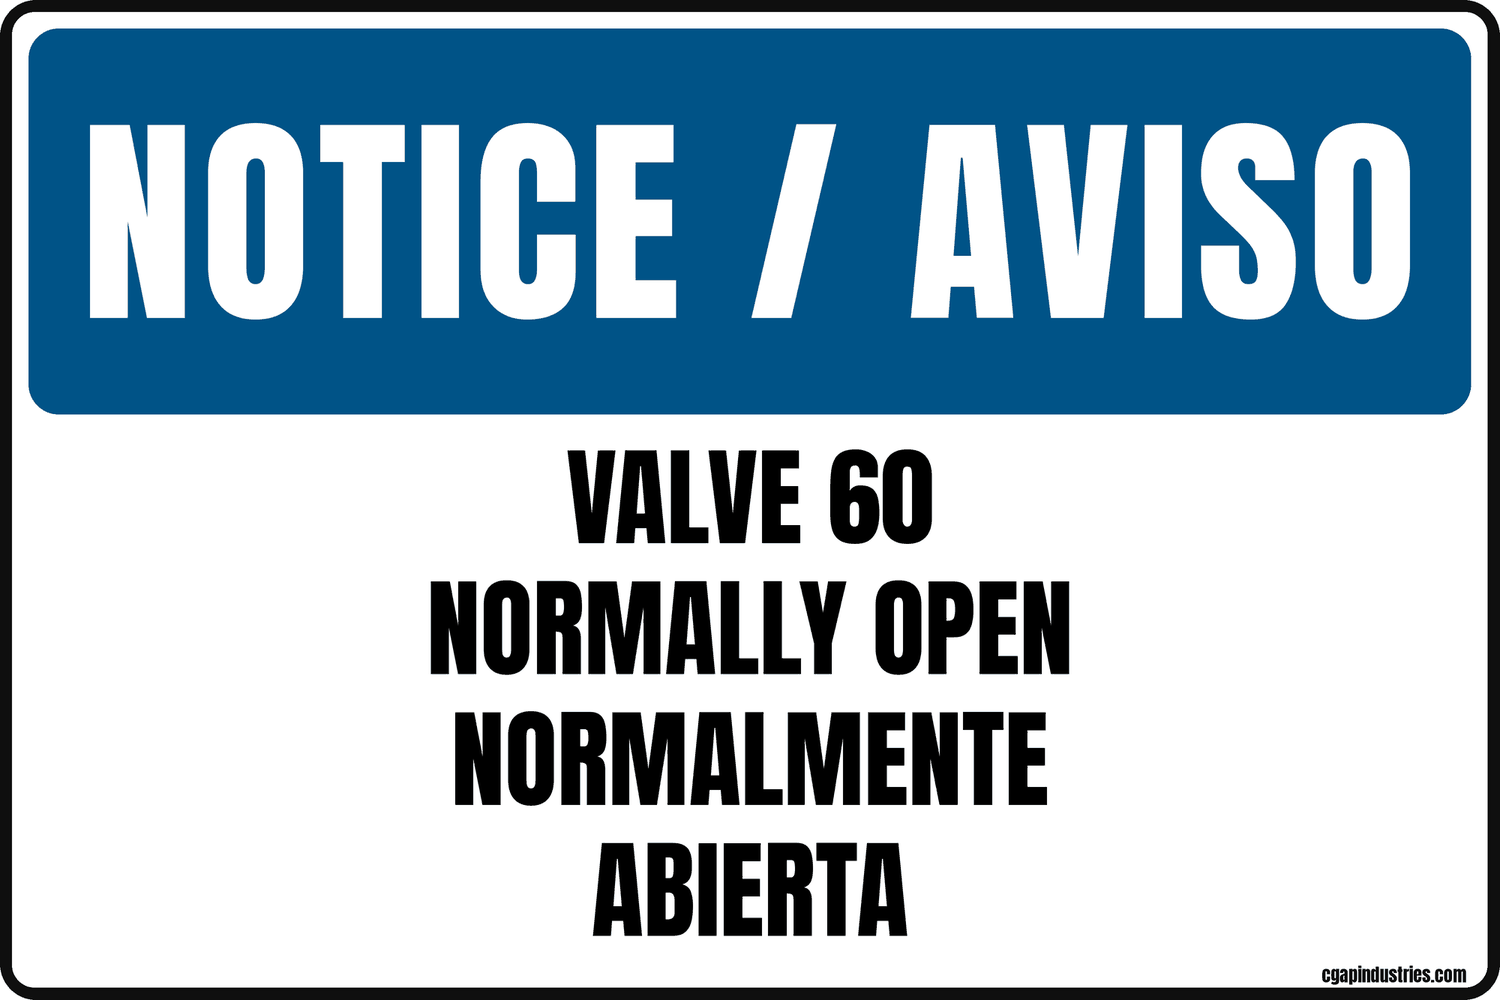 NOTICE / AVISO
VALVE 60
NORMALLY OPEN
NORMALMENTE
ABIERTA
cgapindustries.com